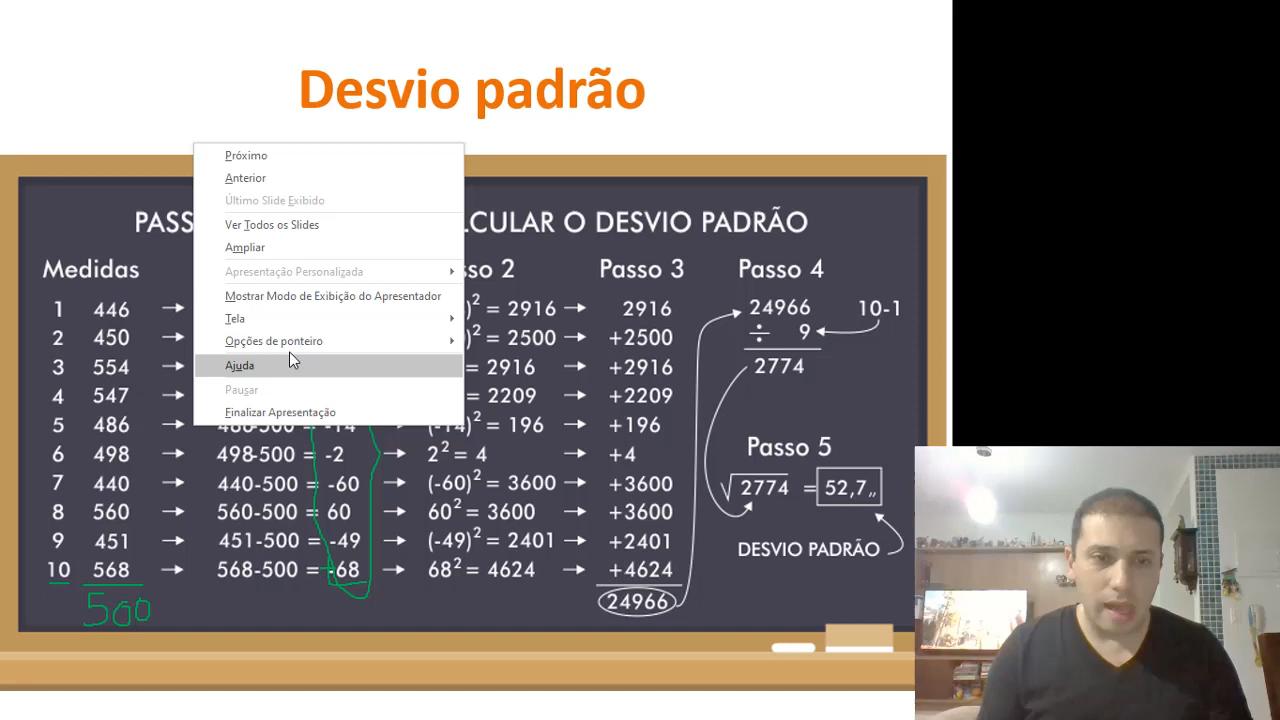 Desvio padrão
PASS
LCULAR O DESVIO PADRÃO
Próximo
Anterior
Último Slide Exibido
Ver Todos os Slides
Ampliar
Apresentação Personalizada
Mostrar Modo de Exibição do Apresentador
Tela
Opções de ponteiro
Ajuda
Pausar
Finalizar Apresentação
Medidas sso 2 Passo 3 Passo 4
1 446 → )² = 2916 → 2916 24966 10-1
2 450 → )² = 2500 → +2500 ÷ 9
3 554 → = 2916 → +2916 2774
4 547 → = 2209 → +2209
5 486 → 486-500 = -14 → (-14)² = 196 → +196
6 498 → 498-500 = -2 → 2² = 4 → +4
7 440 → 440-500 = -60 → (-60)² = 3600 → +3600
8 560 → 560-500 = 60 → 60² = 3600 → +3600
9 451 → 451-500 = -49 → (-49)² = 2401 → +2401
10 568 → 568-500 = -68 → 68² = 4624 → +4624
500
24966
Passo 5
√2774 = 52,7,,
DESVIO PADRÃO